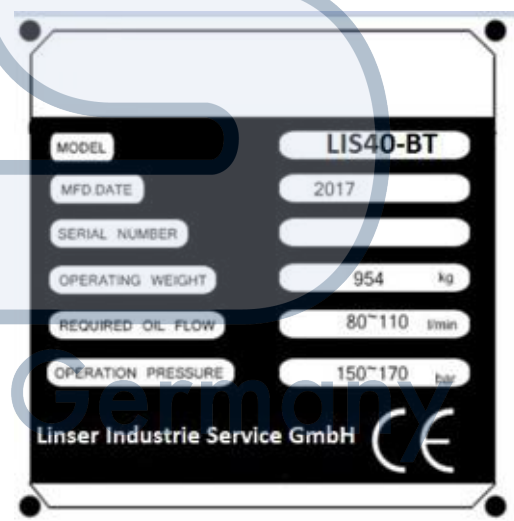 MODEL LIS40-BT
MFD.DATE 2017
SERIAL NUMBER
OPERATING WEIGHT 954 kg
REQUIRED OIL FLOW 80~110 l/min
OPERATION PRESSURE 150~170 bar
Germany
Linser Industrie Service GmbH CE